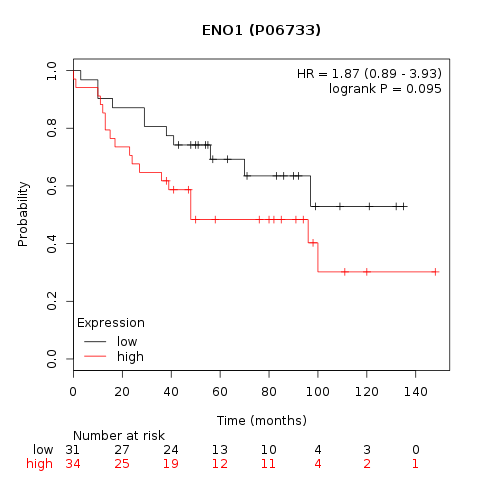 ENO1 (P06733)
HR = 1.87 (0.89 - 3.93)
logrank P = 0.095
Probability
1.0
0.8
0.6
0.4
0.2
0.0
Expression
low
high
0 20 40 60 80 100 120 140
Time (months)
Number at risk
low 31 27 24 13 10 4 3 0
high 34 25 19 12 11 4 2 1